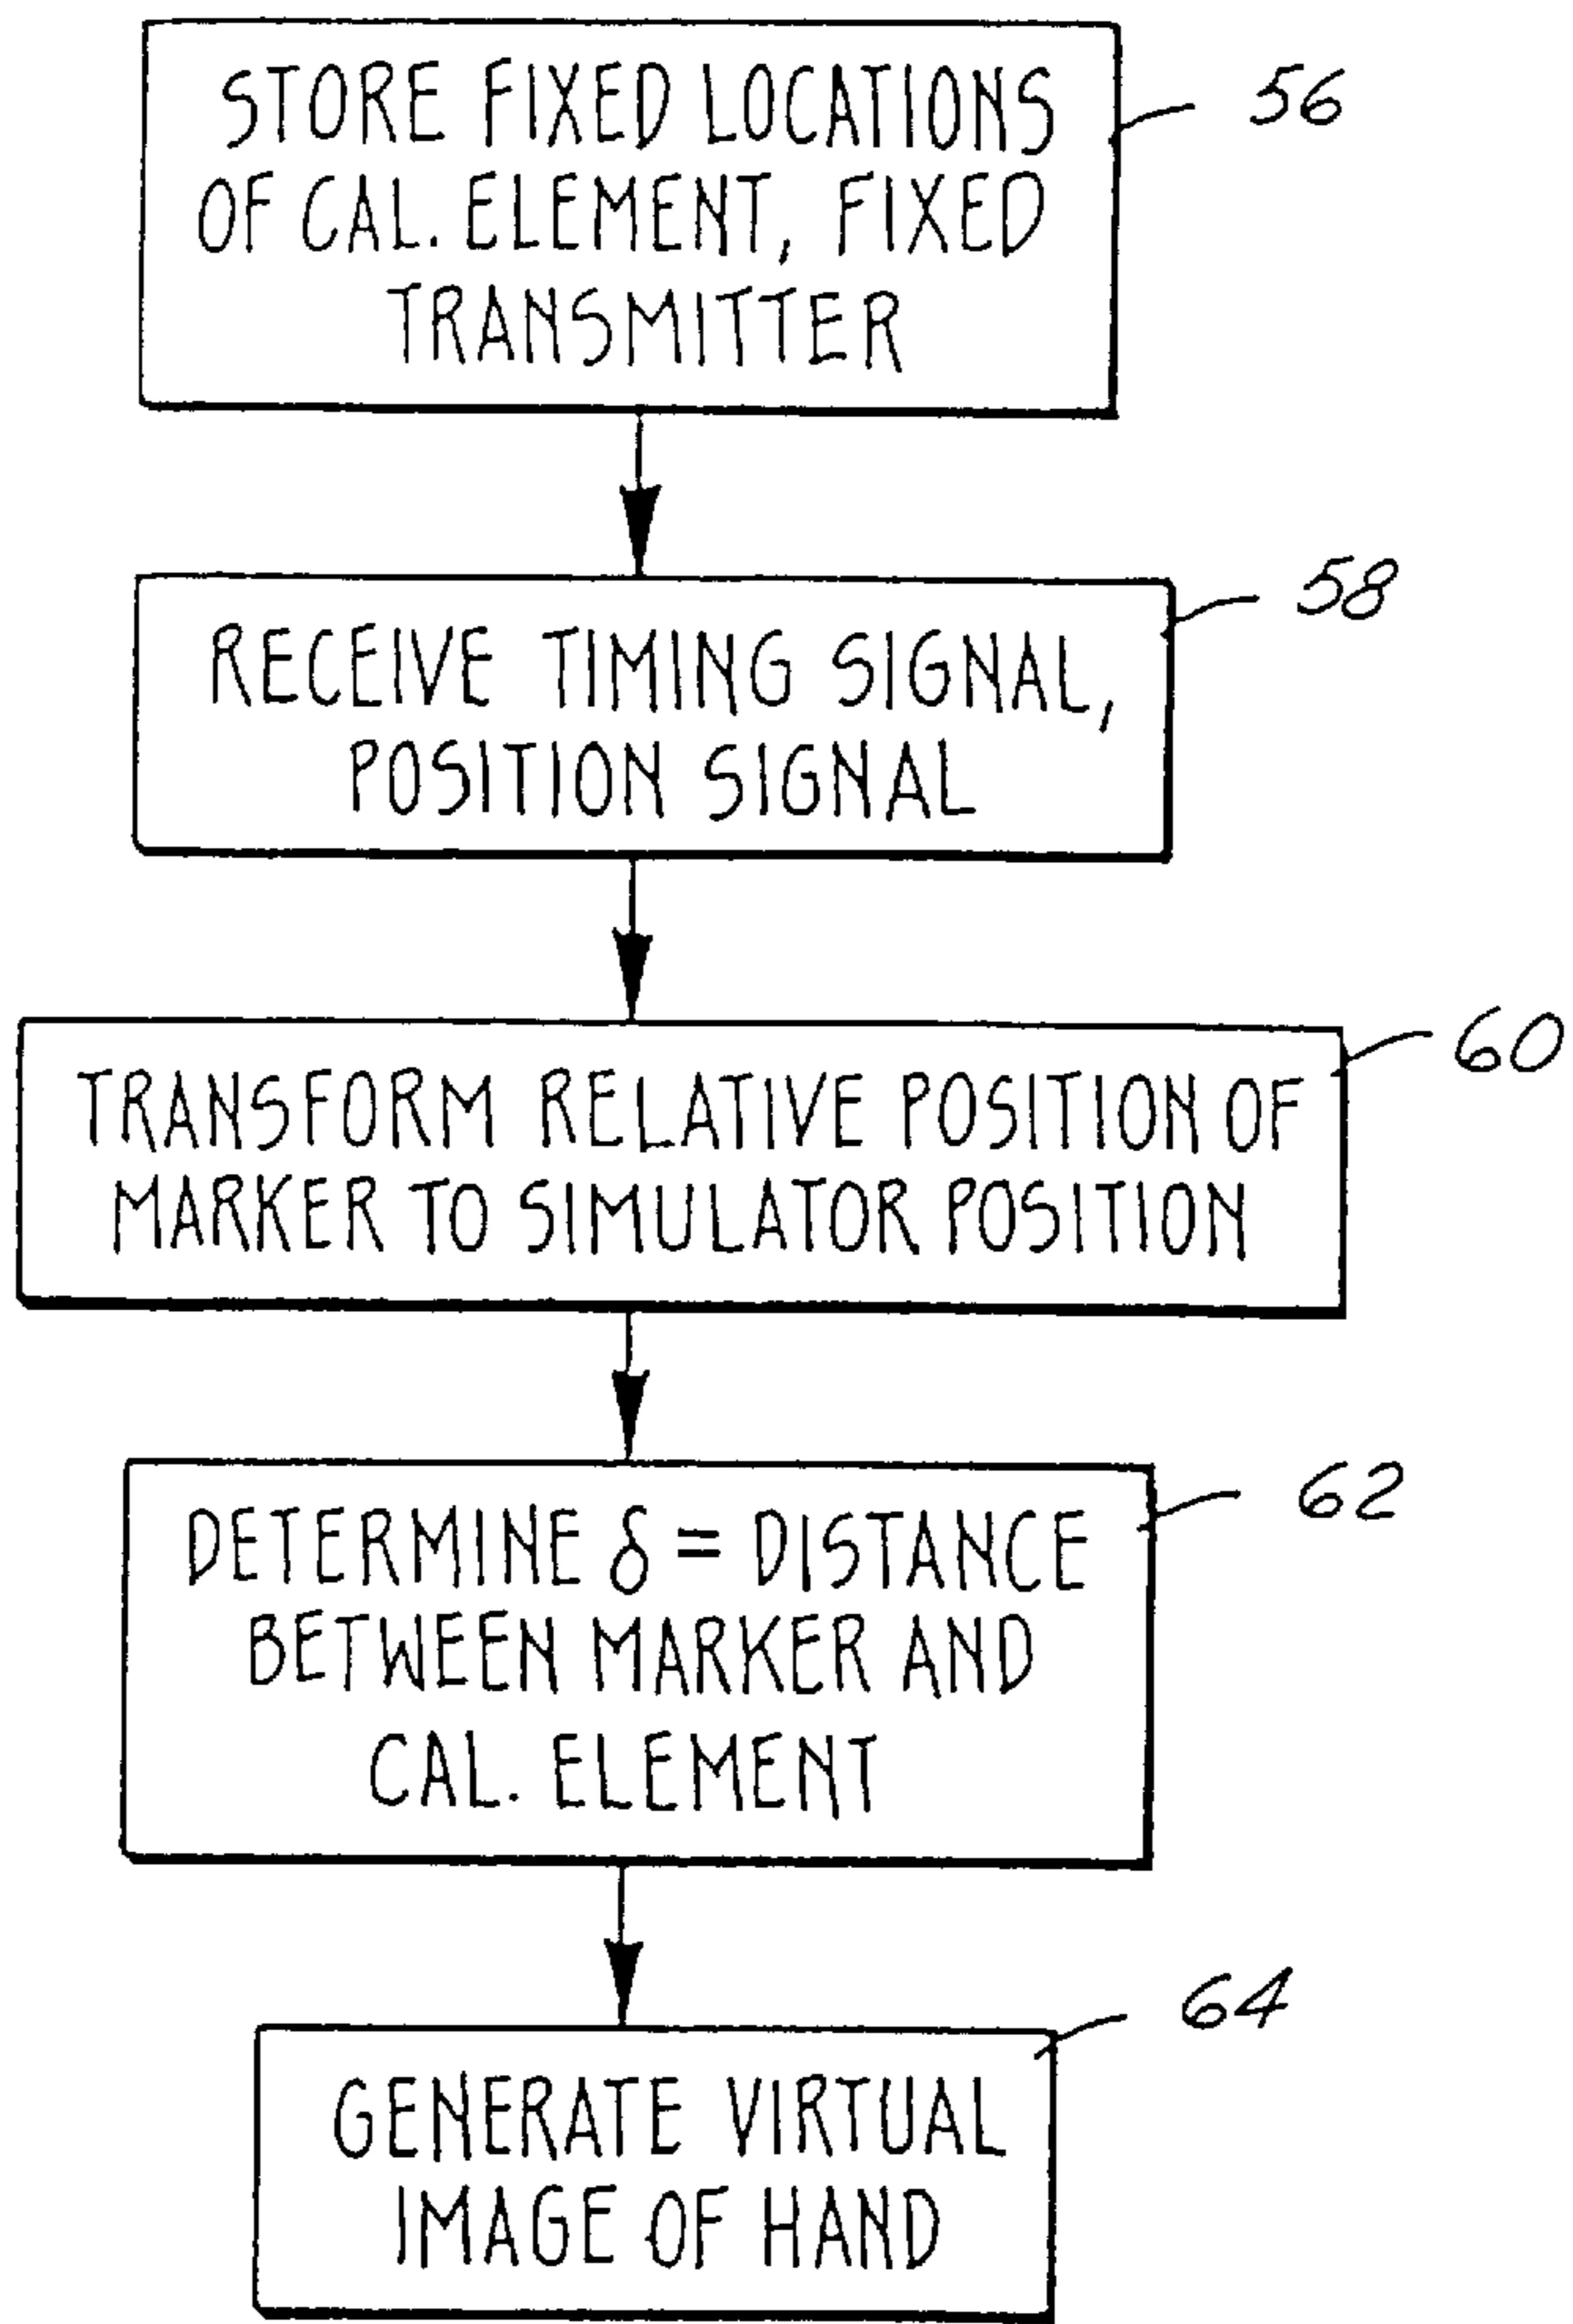 STORE FIXED LOCATIONS
OF CAL. ELEMENT, FIXED
TRANSMITTER
56
RECEIVE TIMING SIGNAL,
POSITION SIGNAL
58
TRANSFORM RELATIVE POSITION OF
MARKER TO SIMULATOR POSITION
60
DETERMINE δ = DISTANCE
BETWEEN MARKER AND
CAL. ELEMENT
62
GENERATE VIRTUAL
IMAGE OF HAND
64